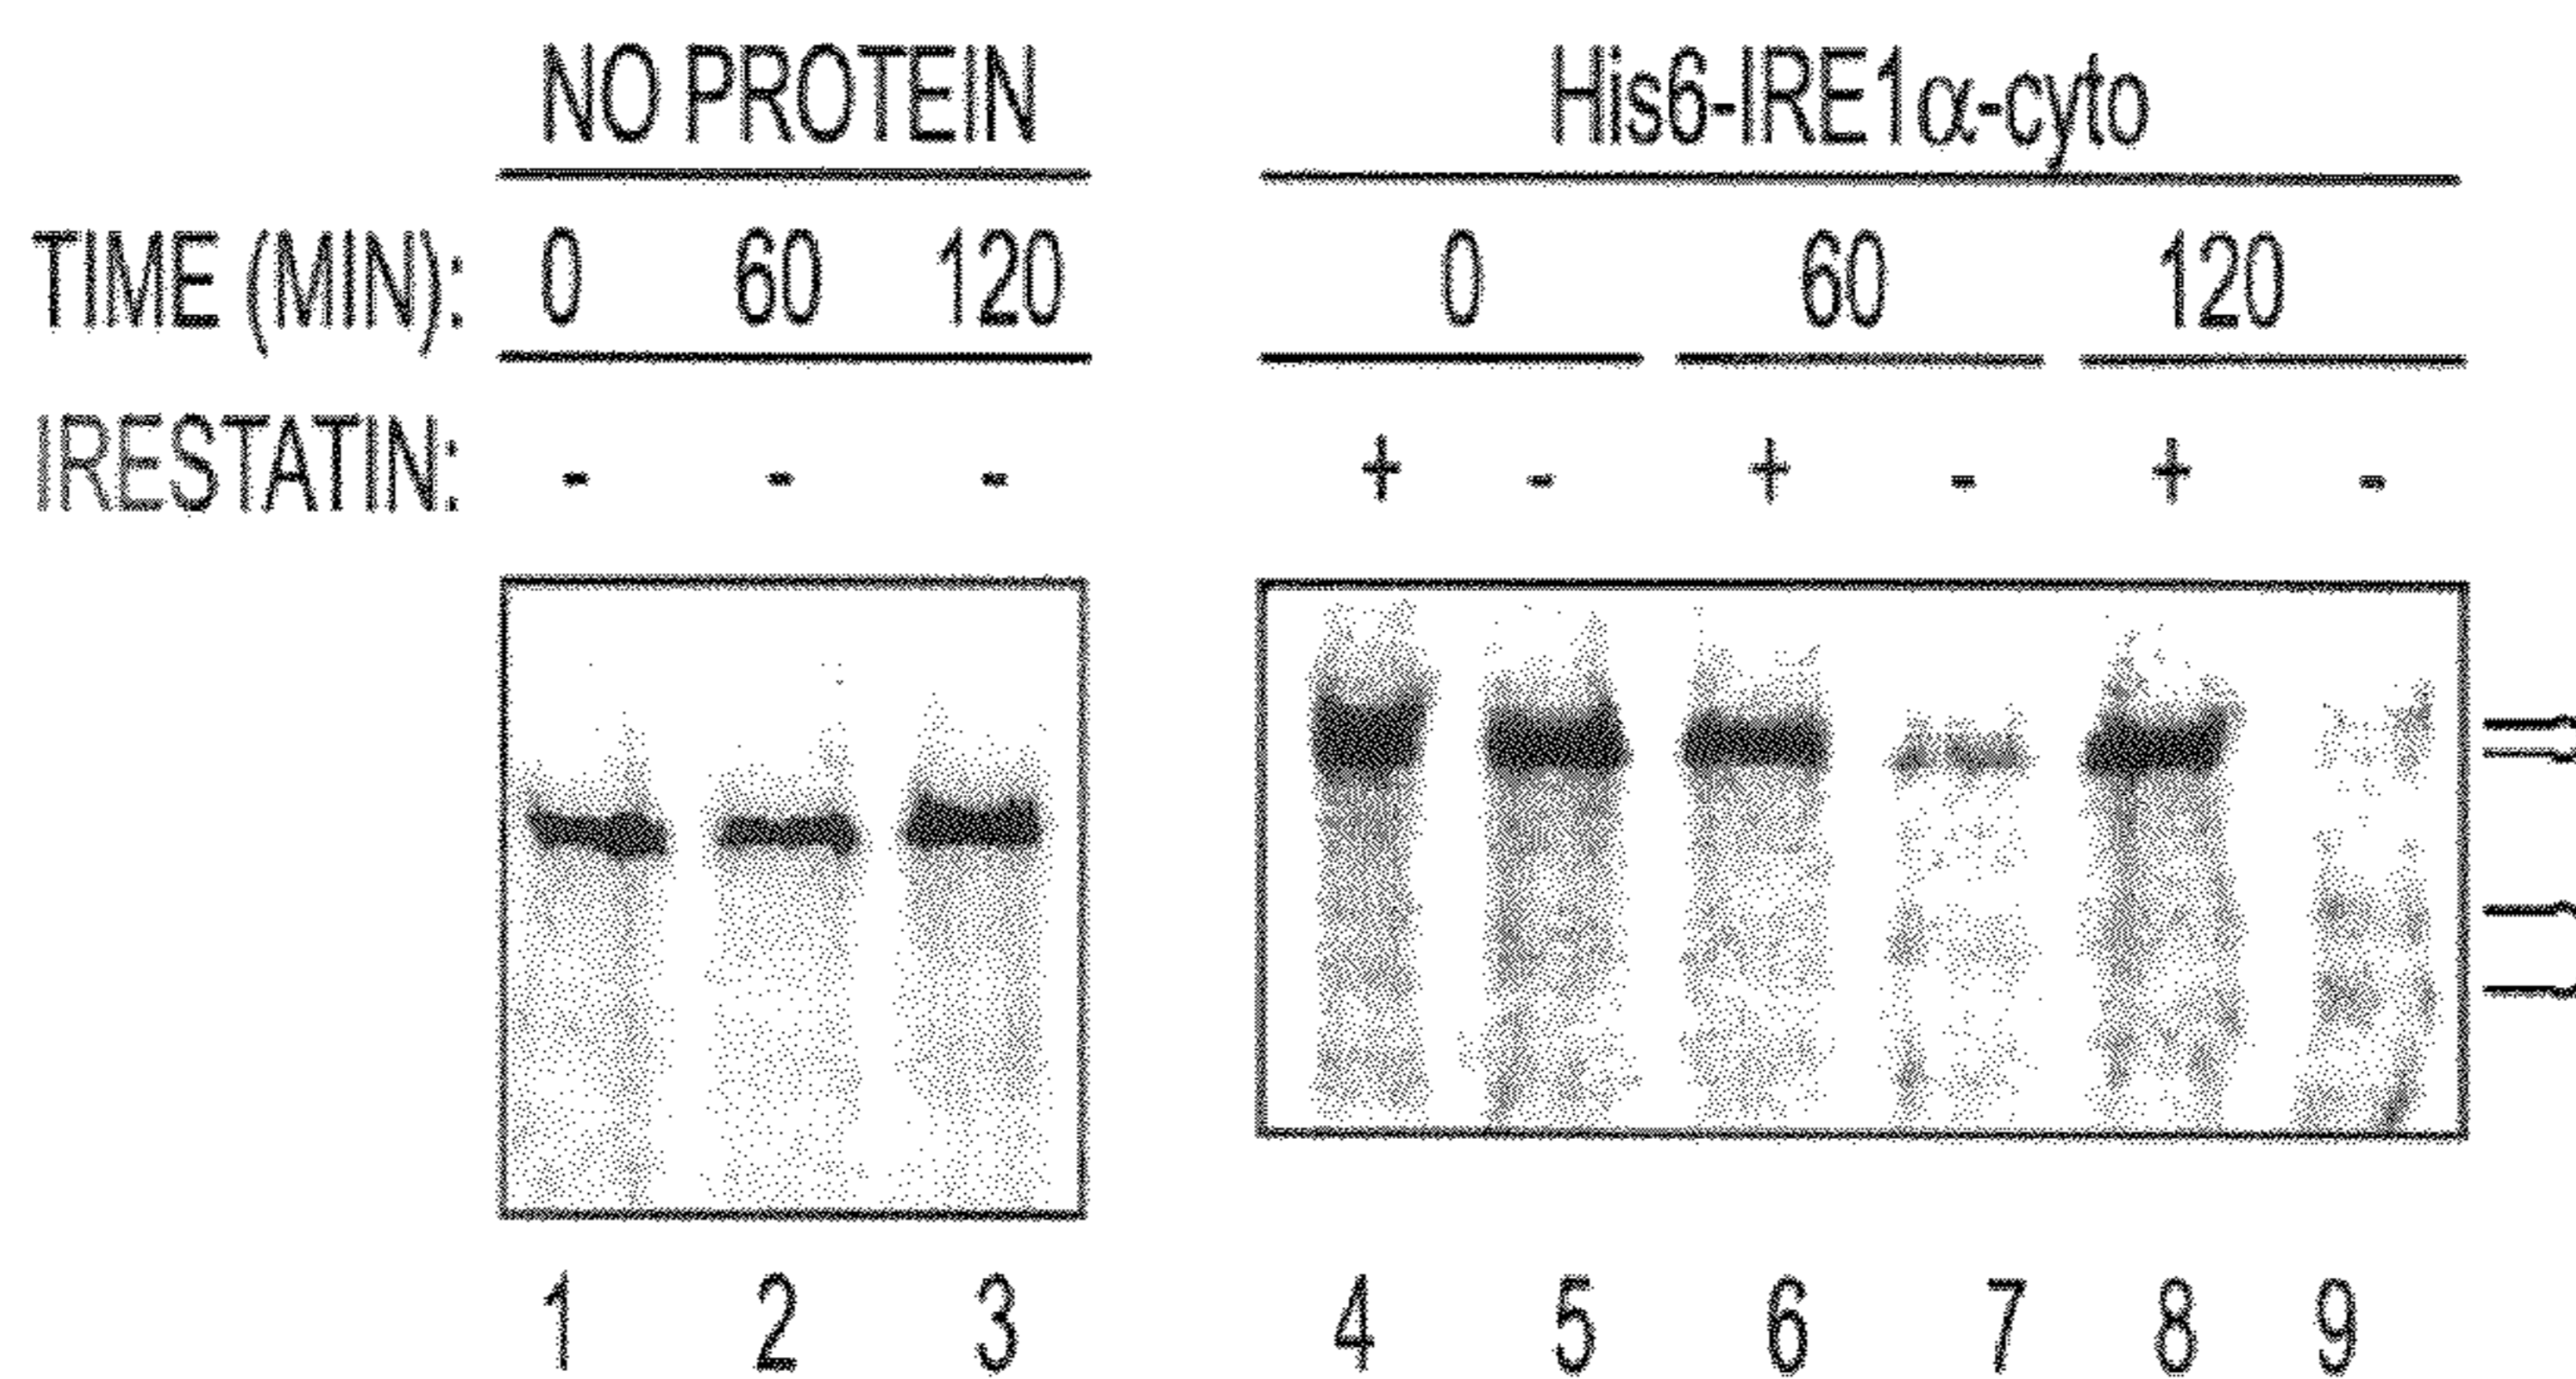 NO PROTEIN His6-IRE1α-cyto
TIME (MIN): 0 60 120 0 60 120
IRESTATIN: - - - + - + - + -
1 2 3 4 5 6 7 8 9